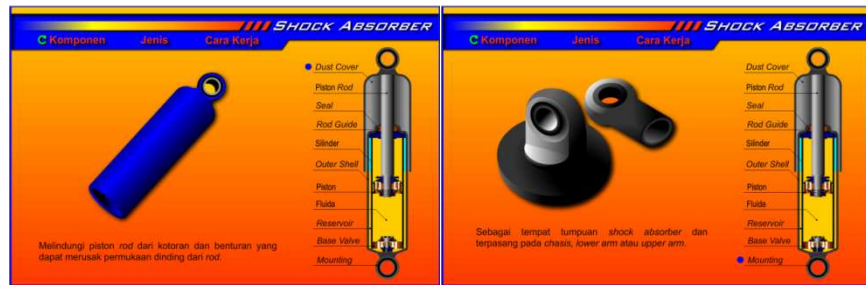 SHOCK ABSORBER
Komponen Jenis Cara Kerja
Dust Cover
Piston Rod
Seal
Rod Guide
Silinder
Outer Shell
Piston
Fluida
Reservoir
Base Valve
Mounting
Melindungi piston rod dari kotoran dan benturan yang
dapat merusak permukaan dinding dari rod.
SHOCK ABSORBER
Komponen Jenis Cara Kerja
Dust Cover
Piston Rod
Seal
Rod Guide
Silinder
Outer Shell
Piston
Fluida
Reservoir
Base Valve
Mounting
Sebagai tempat tumpuan shock absorber dan
terpasang pada chasis, lower arm atau upper arm.